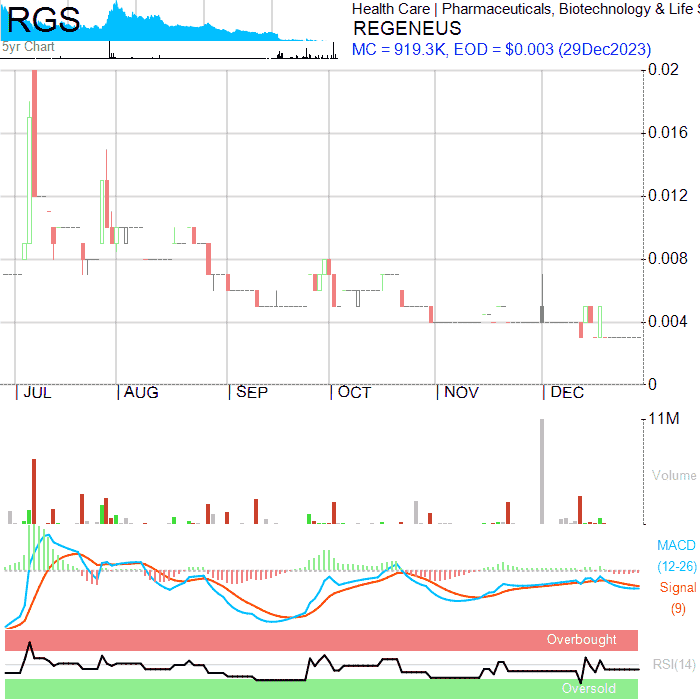 RGS
5yr Chart
Health Care | Pharmaceuticals, Biotechnology & Life S
REGENEUS
MC = 919.3K, EOD = $0.003 (29Dec2023)
0.02
0.016
0.012
0.008
0.004
0
JUL AUG SEP OCT NOV DEC
11M
Volume
MACD
(12-26)
Signal
(9)
Overbought
RSI(14)
Oversold